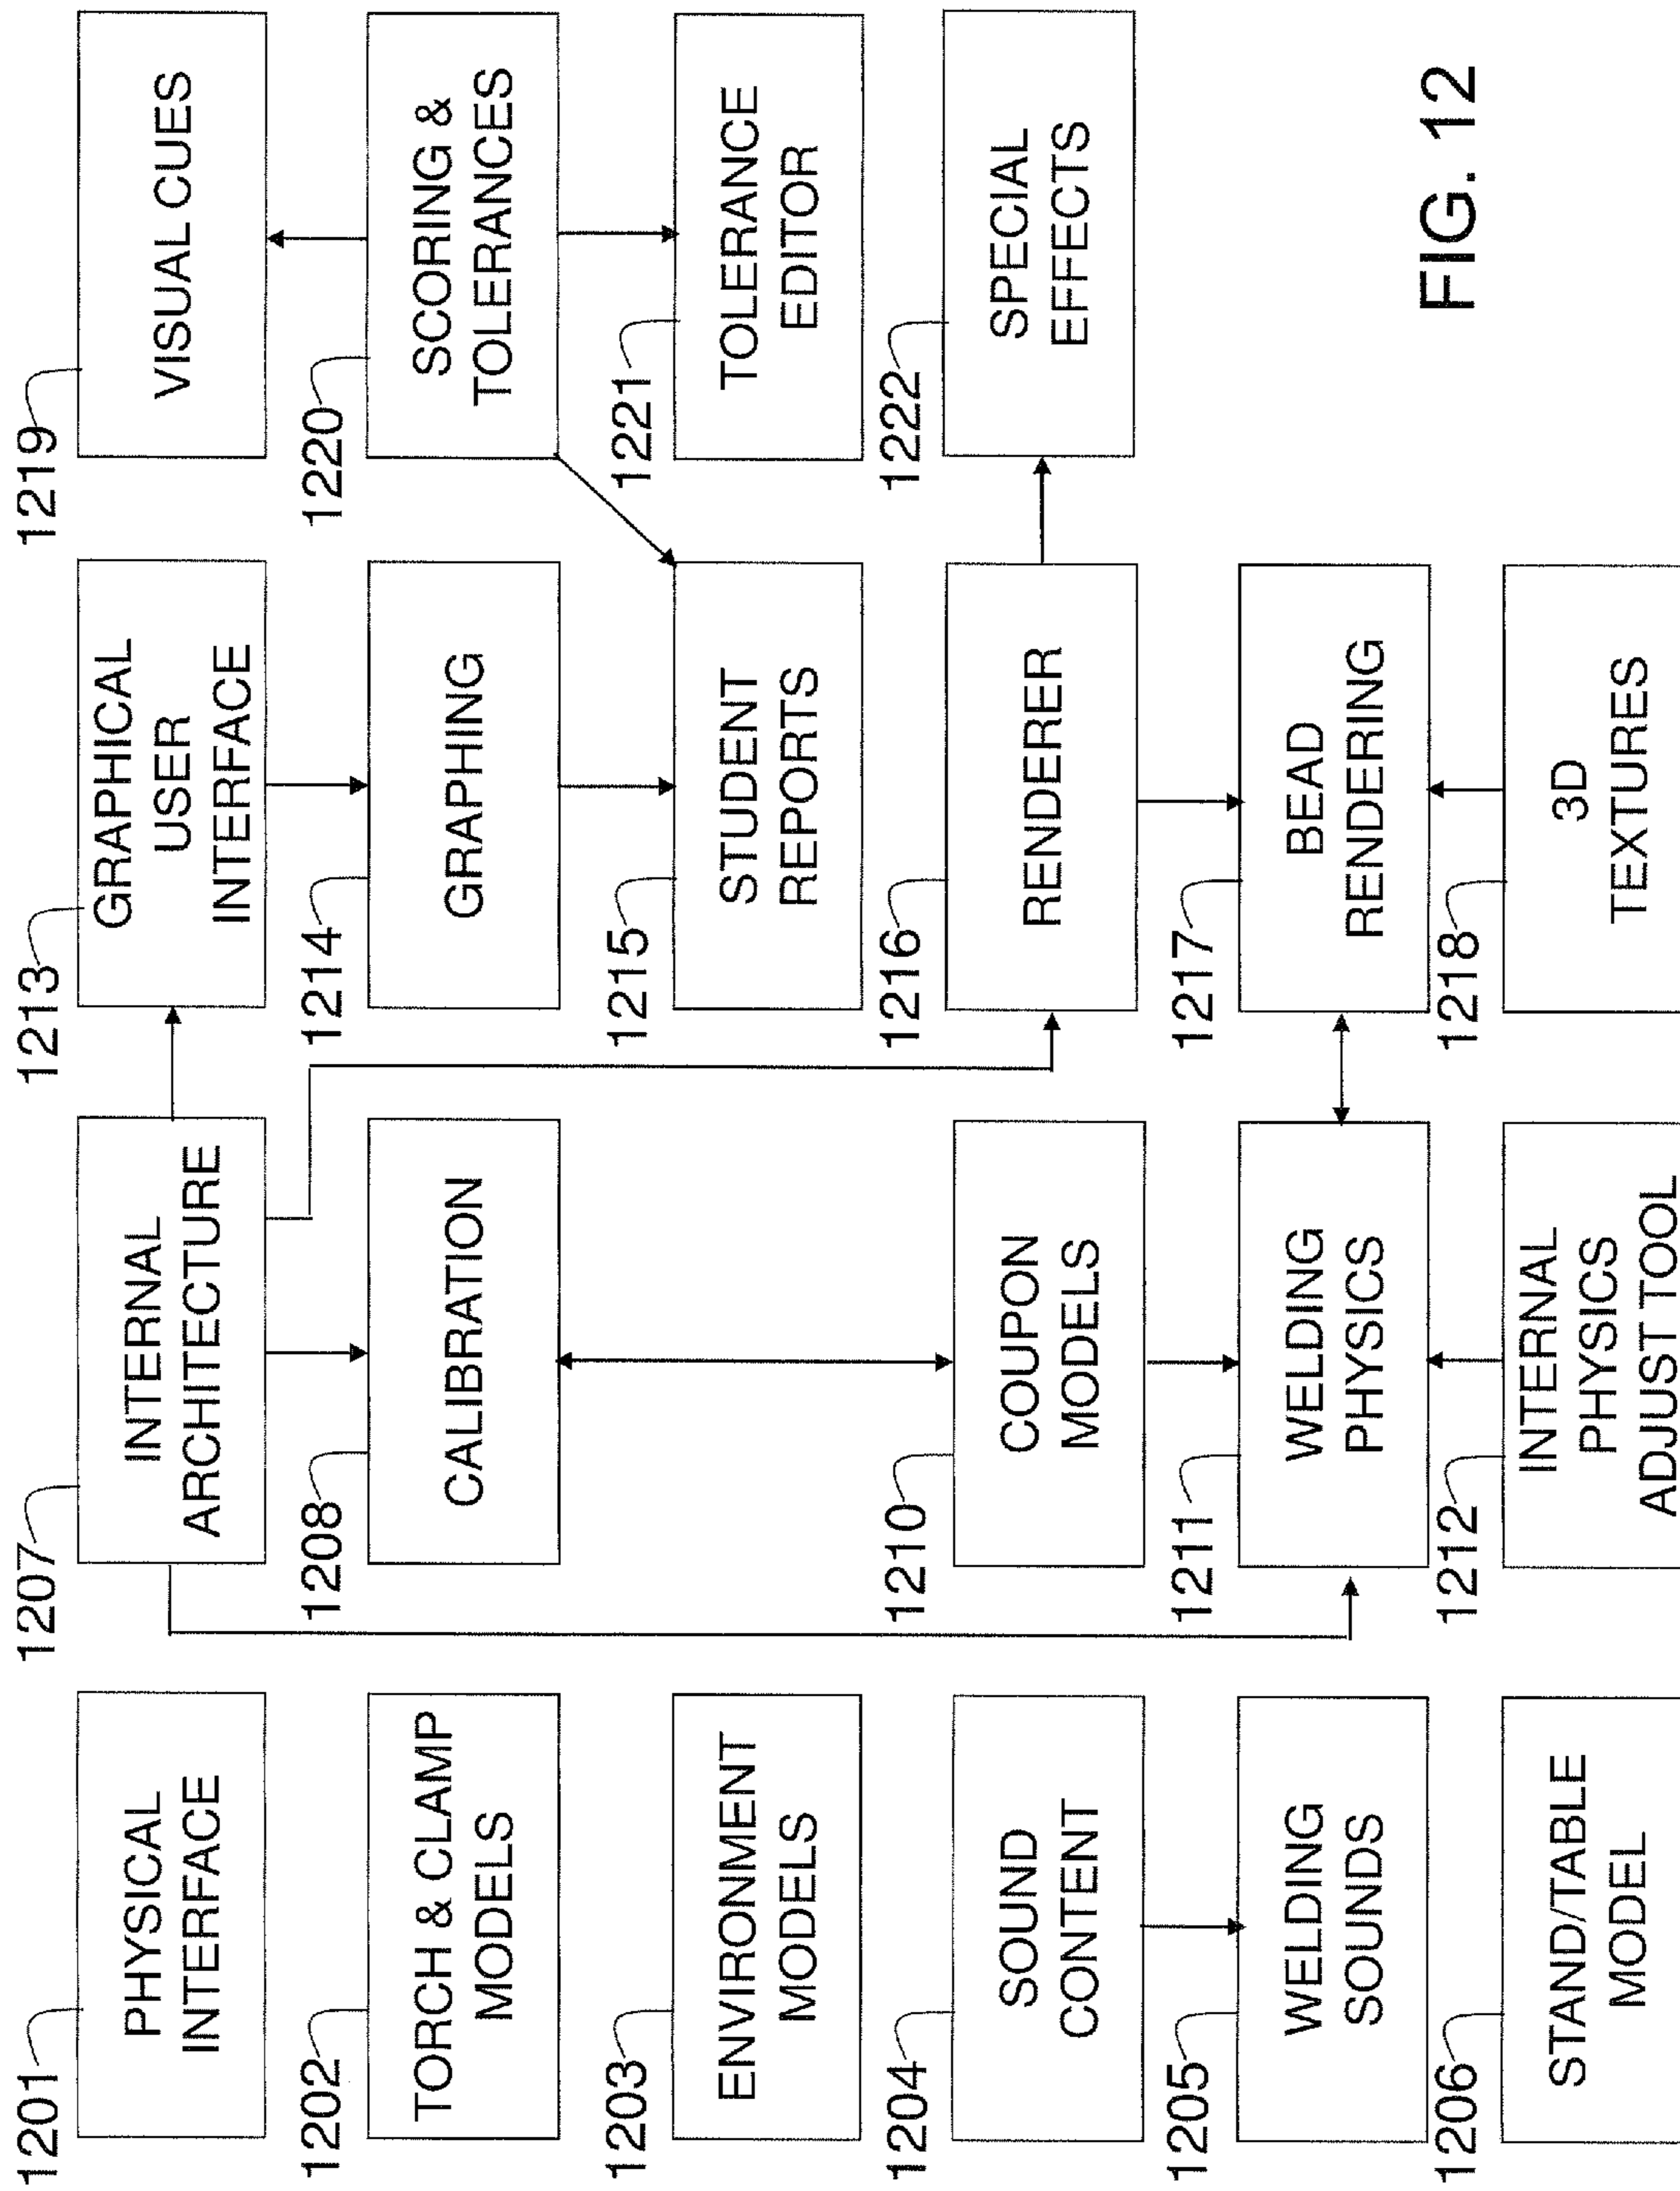 1201
PHYSICAL
INTERFACE
1202
TORCH & CLAMP
MODELS
1203
ENVIRONMENT
MODELS
1204
SOUND
CONTENT
1205
WELDING
SOUNDS
1206
STAND/TABLE
MODEL
1207
INTERNAL
ARCHITECTURE
1208
CALIBRATION
1210
COUPON
MODELS
1211
WELDING
PHYSICS
1212
INTERNAL
PHYSICS
ADJUST TOOL
1213
GRAPHICAL
USER
INTERFACE
1214
GRAPHING
1215
STUDENT
REPORTS
1216
RENDERER
1217
BEAD
RENDERING
1218
3D
TEXTURES
1219
VISUAL CUES
1220
SCORING &
TOLERANCES
1221
TOLERANCE
EDITOR
1222
SPECIAL
EFFECTS
FIG. 12